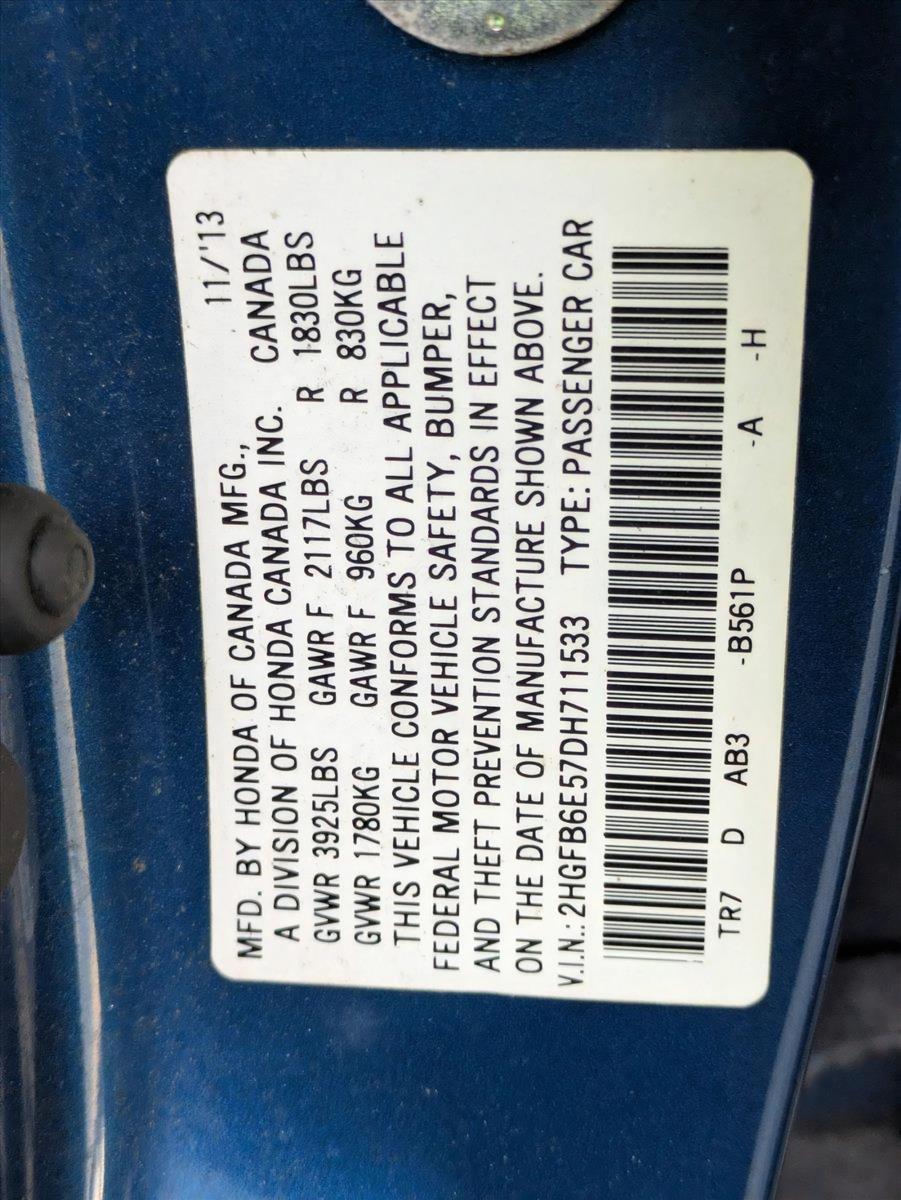 MFD. BY HONDA OF CANADA MFG., 11/'13
A DIVISION OF HONDA CANADA INC. CANADA
GVWR 3925LBS GAWR F 2117LBS R 1830LBS
GVWR 1780KG GAWR F 960KG R 830KG
THIS VEHICLE CONFORMS TO ALL APPLICABLE
FEDERAL MOTOR VEHICLE SAFETY, BUMPER,
AND THEFT PREVENTION STANDARDS IN EFFECT
ON THE DATE OF MANUFACTURE SHOWN ABOVE.
V.I.N.: 2HGFB6E57DH711533 TYPE: PASSENGER CAR
TR7 D AB3 -B561P -A -H